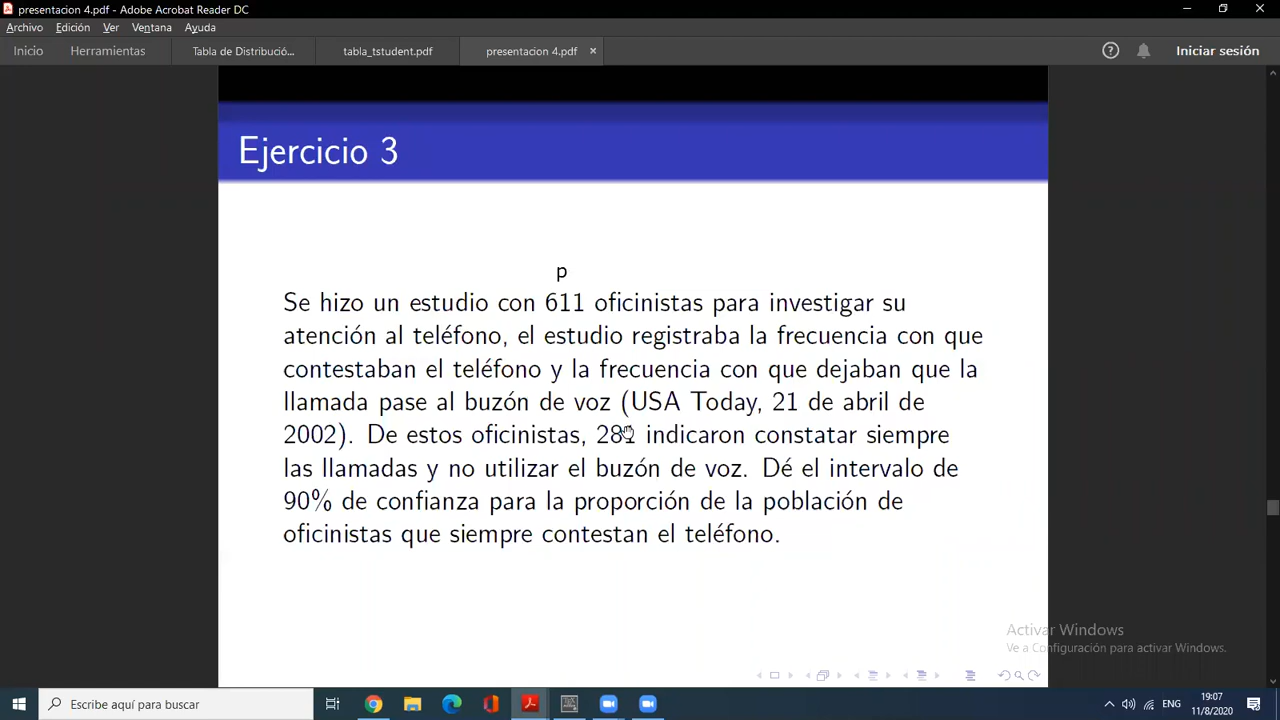 presentacion 4.pdf - Adobe Acrobat Reader DC
Archivo Edición Ver Ventana Ayuda
Inicio Herramientas Tabla de Distribució... tabla_tstudent.pdf presentacion 4.pdf Iniciar sesión
Ejercicio 3
p
Se hizo un estudio con 611 oficinistas para investigar su
atención al teléfono, el estudio registraba la frecuencia con que
contestaban el teléfono y la frecuencia con que dejaban que la
llamada pase al buzón de voz (USA Today, 21 de abril de
2002). De estos oficinistas, 281 indicaron constatar siempre
las llamadas y no utilizar el buzón de voz. Dé el intervalo de
90% de confianza para la proporción de la población de
oficinistas que siempre contestan el teléfono.
Activar Windows
Ve a Configuración para activar Windows.
Escribe aquí para buscar
ENG
19:07
11/8/2020